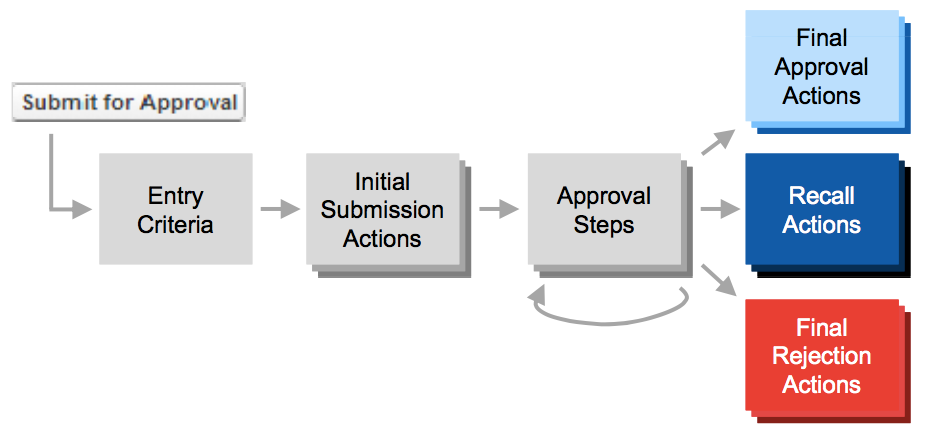 Submit for Approval
Entry
Criteria
Initial
Submission
Actions
Approval
Steps
Final
Approval
Actions
Recall
Actions
Final
Rejection
Actions